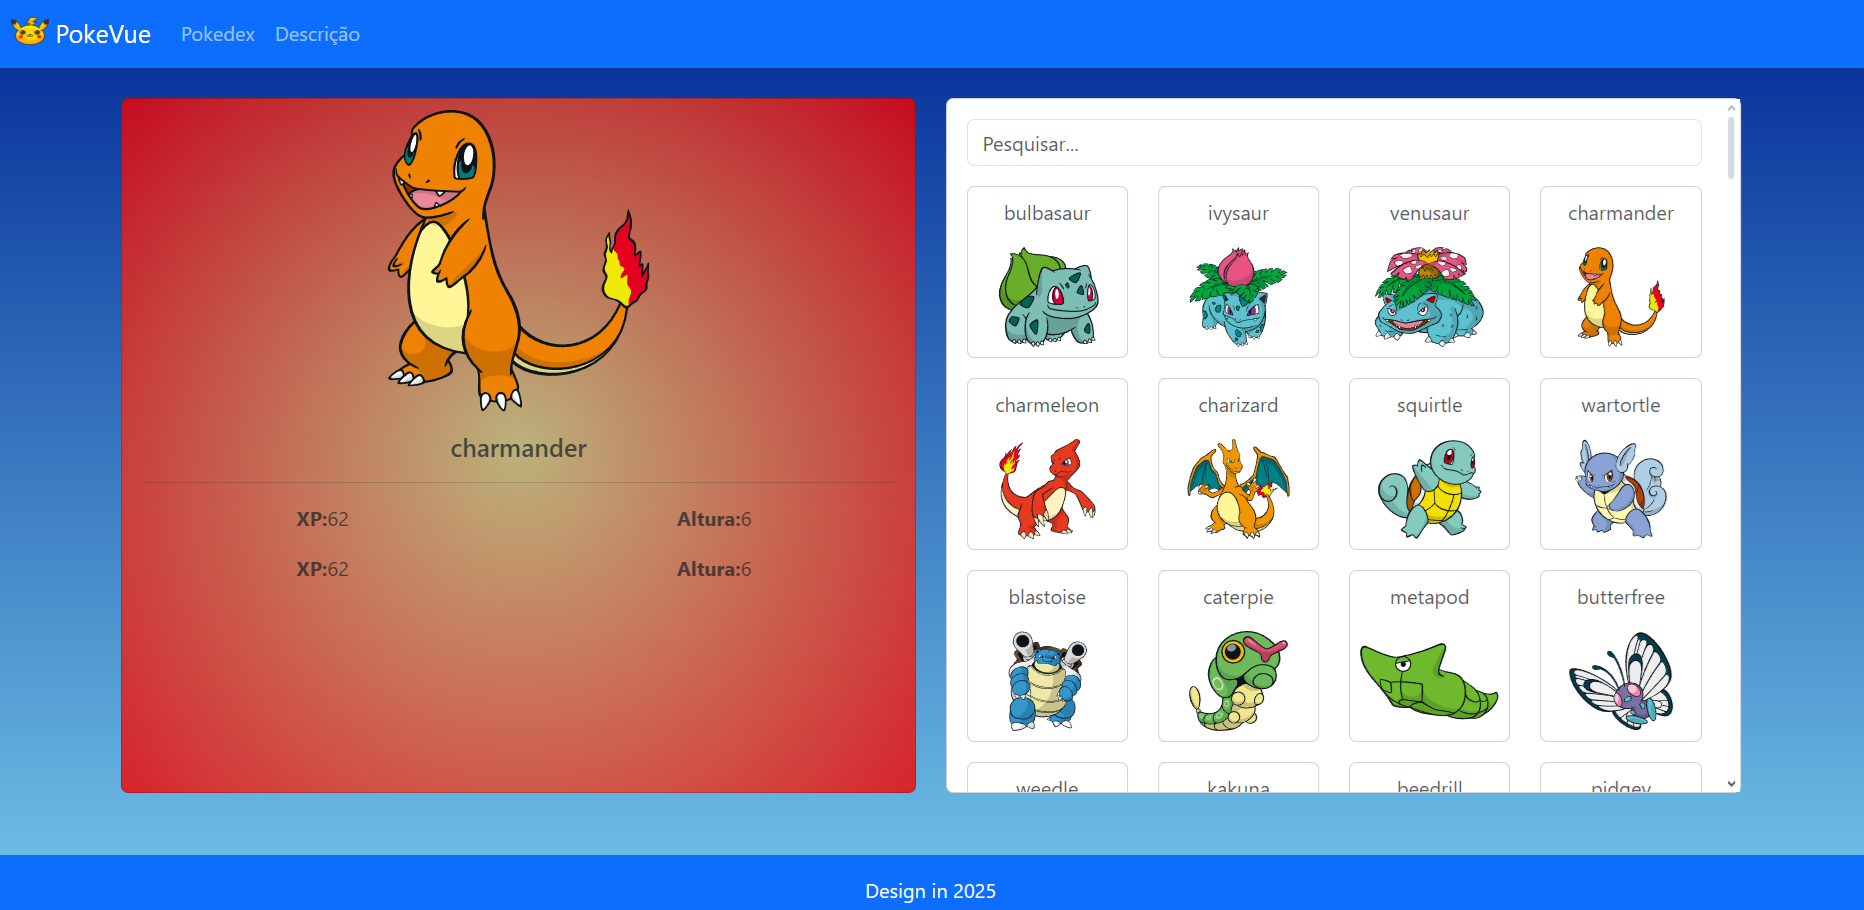 PokeVue Pokedex Descrição
charmander
XP:62 Altura:6
XP:62 Altura:6
Pesquisar...
bulbasaur ivysaur venusaur charmander
charmeleon charizard squirtle wartortle
blastoise caterpie metapod butterfree
weedle kakuna beedrill pidgey
Design in 2025